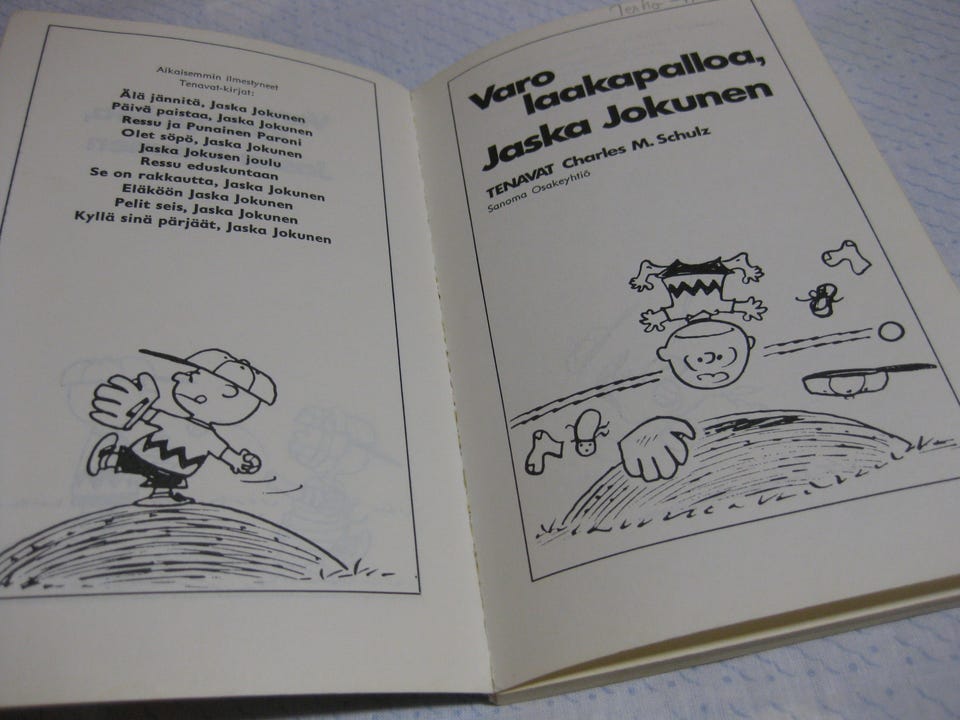 Aikaisemmin ilmestyneet
Tenavat-kirjat:
Älä jännitä, Jaska Jokunen
Päivä paistaa, Jaska Jokunen
Ressu ja Punainen Paroni
Olet söpö, Jaska Jokunen
Jaska Jokusen joulu
Ressu eduskuntaan
Se on rakkautta, Jaska Jokunen
Eläköön Jaska Jokunen
Pelit seis, Jaska Jokunen
Kyllä sinä pärjäät, Jaska Jokunen
Varo
laakapalloa,
Jaska Jokunen
TENAVAT Charles M. Schulz
Sanoma Osakeyhtiö